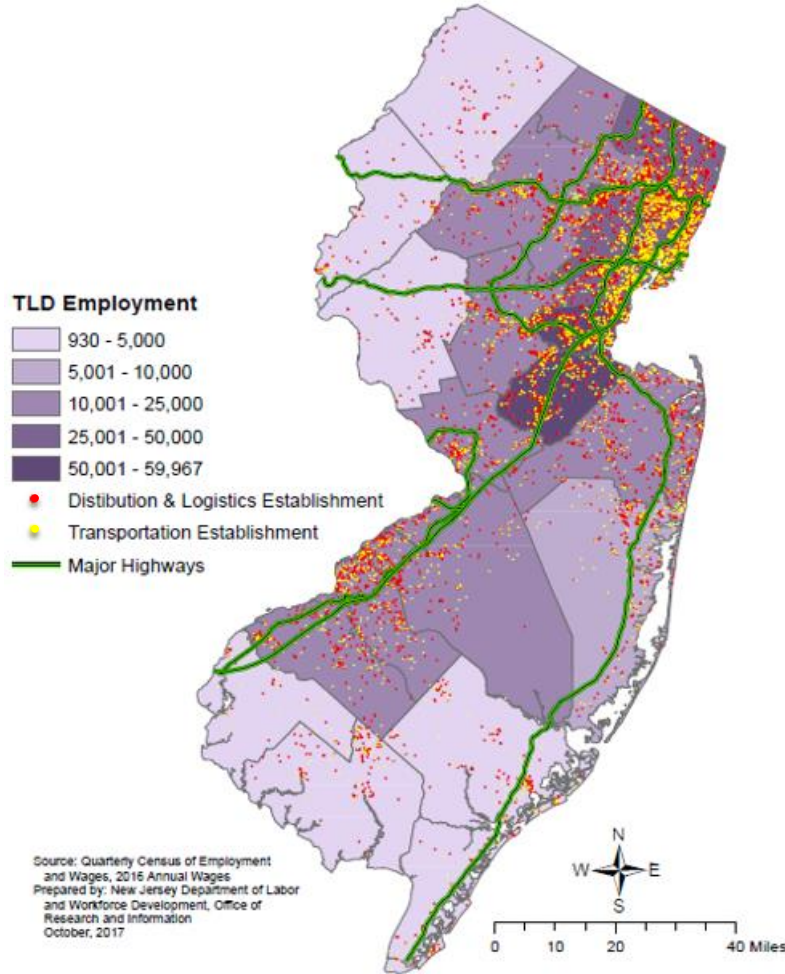 TLD Employment
930 - 5,000
5,001 - 10,000
10,001 - 25,000
25,001 - 50,000
50,001 - 59,967
Distibution & Logistics Establishment
Transportation Establishment
Major Highways
Source: Quarterly Census of Employment
and Wages, 2016 Annual Wages
Prepared by: New Jersey Department of Labor
and Workforce Development, Office of
Research and Information
October, 2017
N
W E
S
0 10 20 40 Miles